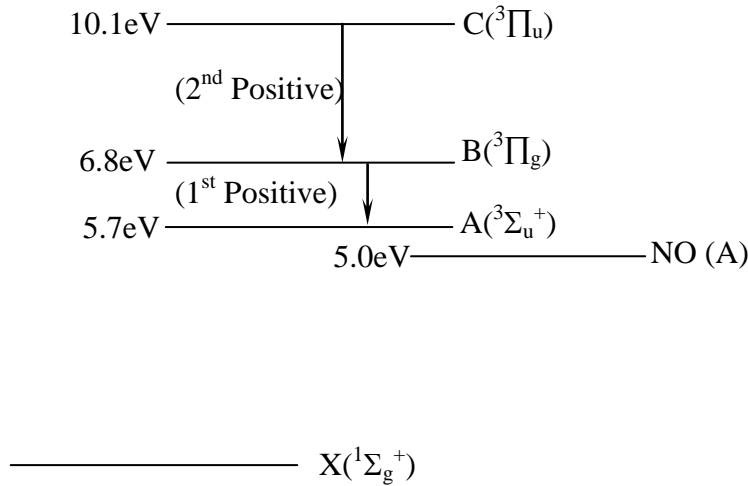 10.1eV C(³∏u)
(2nd Positive)
6.8eV B(³∏g)
(1st Positive)
5.7eV A(³Σu⁺)
5.0eV NO (A)
X(¹Σg⁺)